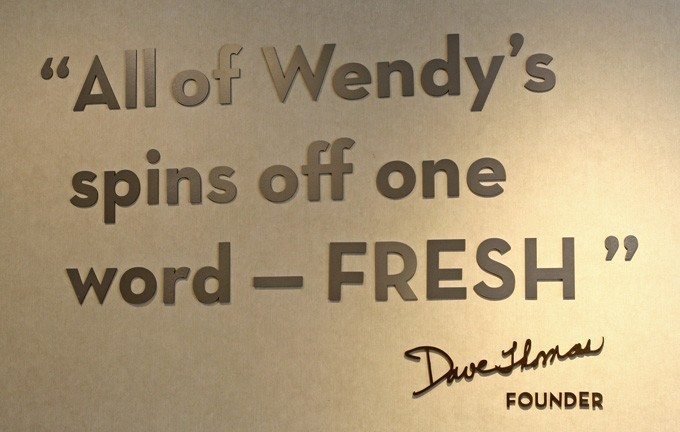 “All of Wendy’s
spins off one
word — FRESH ”
Dave Thomas
FOUNDER